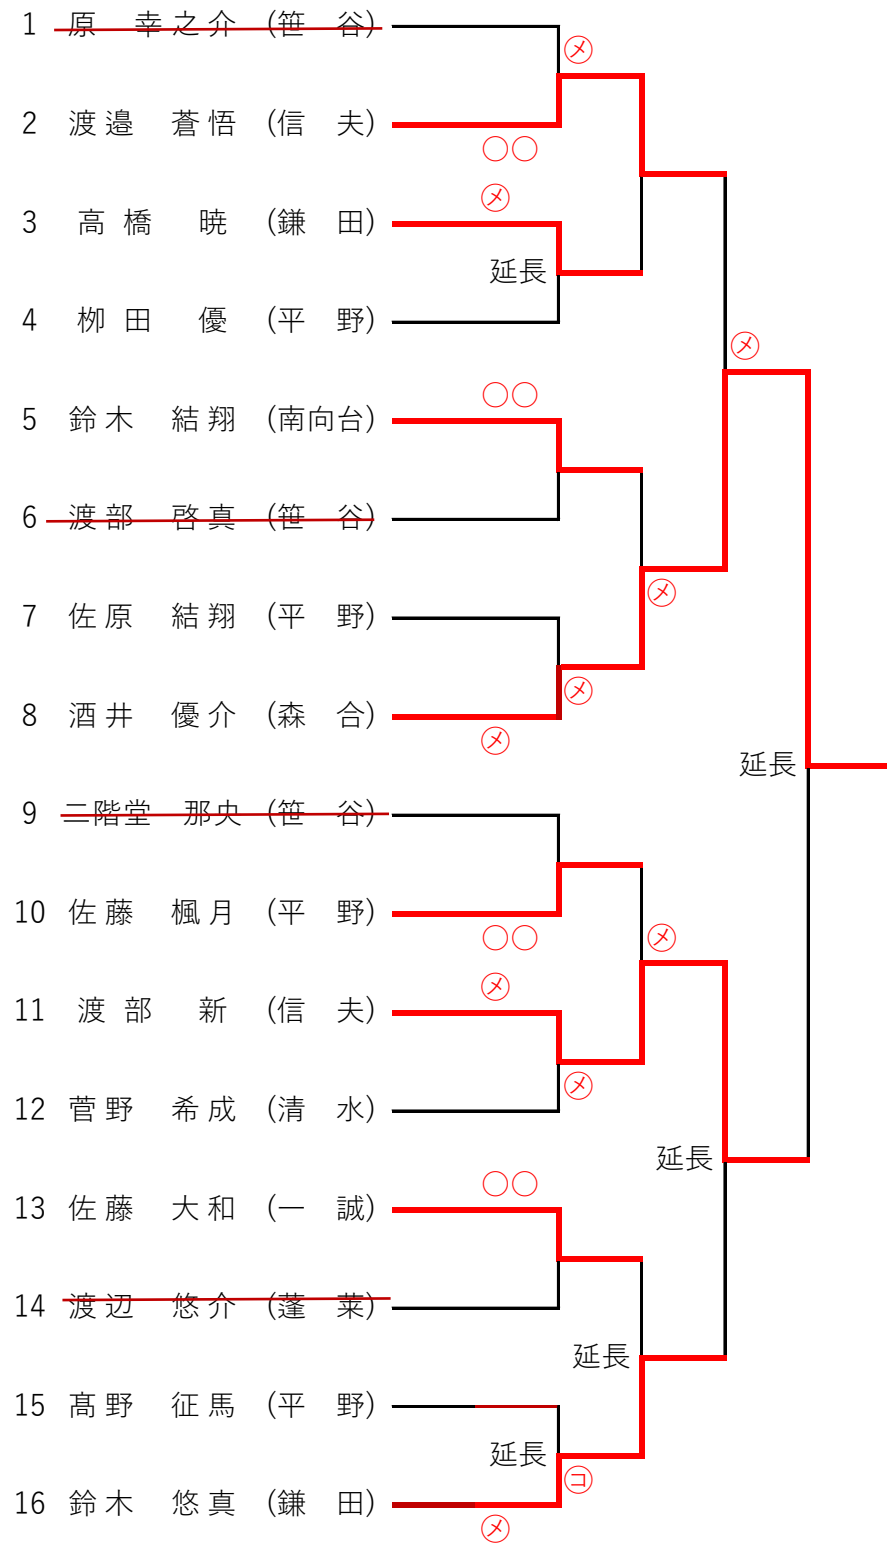 1 原 幸之介 (笹 谷)
メ
2 渡邉 蒼悟 (信 夫)
○○
メ
3 高橋 暁 (鎌 田)
延長
4 栁田 優 (平 野)
メ
○○
5 鈴木 結翔 (南向台)
6 渡部 啓真 (笹 谷)
メ
7 佐原 結翔 (平 野)
メ
8 酒井 優介 (森 合)
メ
延長
9 二階堂 那央 (笹 谷)
10 佐藤 楓月 (平 野)
○○
メ
メ
11 渡部 新 (信 夫)
メ
12 菅野 希成 (清 水)
延長
○○
13 佐藤 大和 (一 誠)
14 渡辺 悠介 (蓬 莱)
延長
15 髙野 征馬 (平 野)
延長
コ
16 鈴木 悠真 (鎌 田)
メ